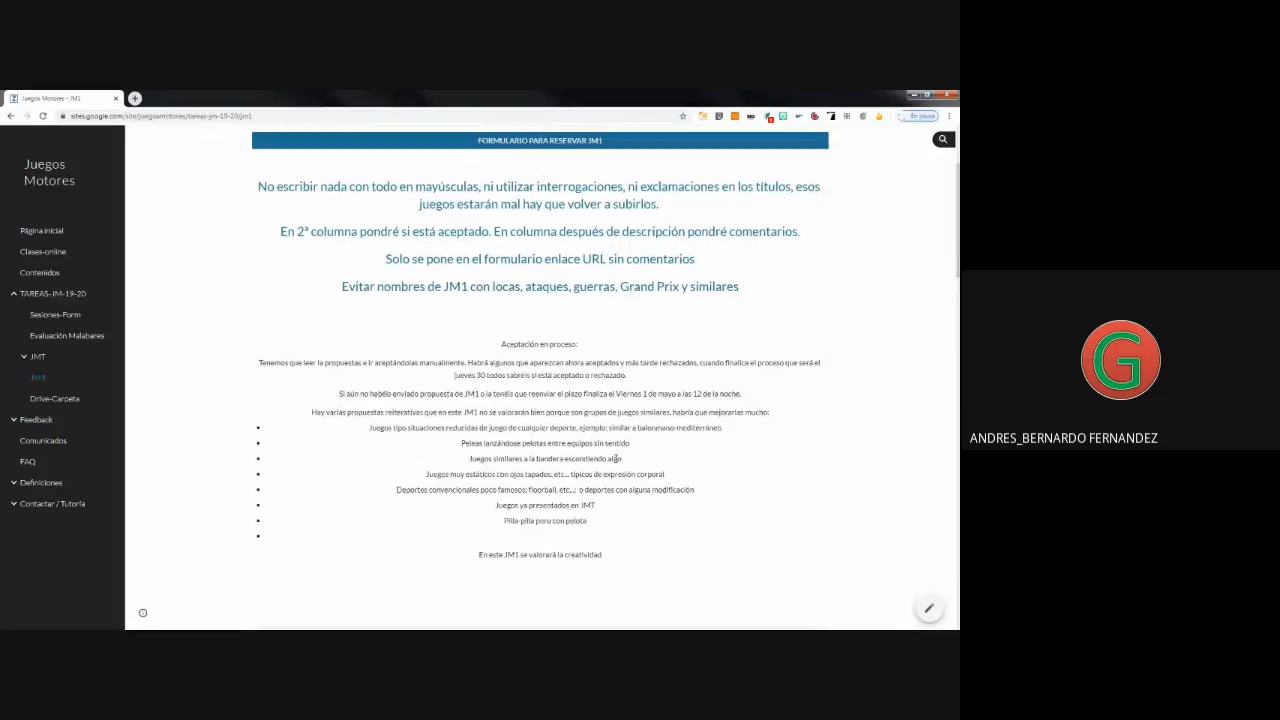 Juegos Motores - JM1
sites.google.com/site/juegosmotores/tareas-jm-19-20/jm1
En pausa
FORMULARIO PARA RESERVAR JM1
Juegos
Motores
Página inicial
Clases-online
Contenidos
TAREAS-JM-19-20
Sesiones-Form
Evaluación Malabares
JMT
JM1
Drive-Carpeta
Feedback
Comunicados
FAQ
Definiciones
Contactar / Tutoria
No escribir nada con todo en mayúsculas, ni utilizar interrogaciones, ni exclamaciones en los títulos, esos
juegos estarán mal hay que volver a subirlos.
En 2ª columna pondré si está aceptado. En columna después de descripción pondré comentarios.
Solo se pone en el formulario enlace URL sin comentarios
Evitar nombres de JM1 con locas, ataques, guerras, Grand Prix y similares
Aceptación en proceso:
Tenemos que leer la propuestas e ir aceptándolas manualmente. Habrá algunos que aparezcan ahora aceptados y más tarde rechazados, cuando finalice el proceso que será el
jueves 30 todos sabréis si está aceptado o rechazado.
Si aún no habéis enviado propuesta de JM1 o la tenéis que reenviar el plazo finaliza el Viernes 1 de mayo a las 12 de la noche.
Hay varias propuestas reiterativas que en este JM1 no se valorarán bien porque son grupos de juegos similares, habría que mejorarlas mucho:
Juegos tipo situaciones reducidas de juego de cualquier deporte, ejemplo; similar a balonmano-mediterráneo.
Peleas lanzándose pelotas entre equipos sin sentido
Juegos similares a la bandera escondiendo algo
Juegos muy estáticos con ojos tapados, etc... típicos de expresión corporal
Deportes convencionales poco famosos; floorball, etc...; o deportes con alguna modificación
Juegos ya presentados en JMT
Pilla-pilla peru con pelota
En este JM1 se valorará la creatividad
G
ANDRES_BERNARDO FERNANDEZ